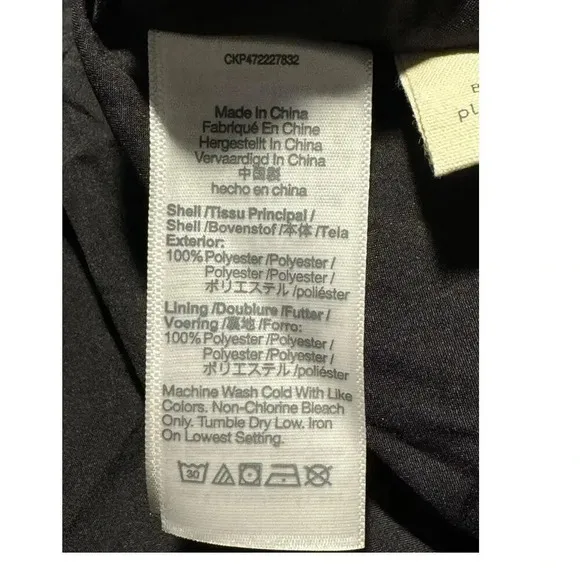 CKP472227832
Made In China
Fabriqué En Chine
Hergestellt In China
Vervaardigd In China
中国製
hecho en china
Shell /Tissu Principal /
Shell /Bovenstof /本体 /Tela
Exterior:
100% Polyester /Polyester /
Polyester /Polyester /
ポリエステル /poliéster
Lining /Doublure /Futter /
Voering /裏地 /Forro:
100% Polyester /Polyester /
Polyester /Polyester /
ポリエステル /poliéster
Machine Wash Cold With Like
Colors. Non-Chlorine Bleach
Only. Tumble Dry Low. Iron
On Lowest Setting.
30